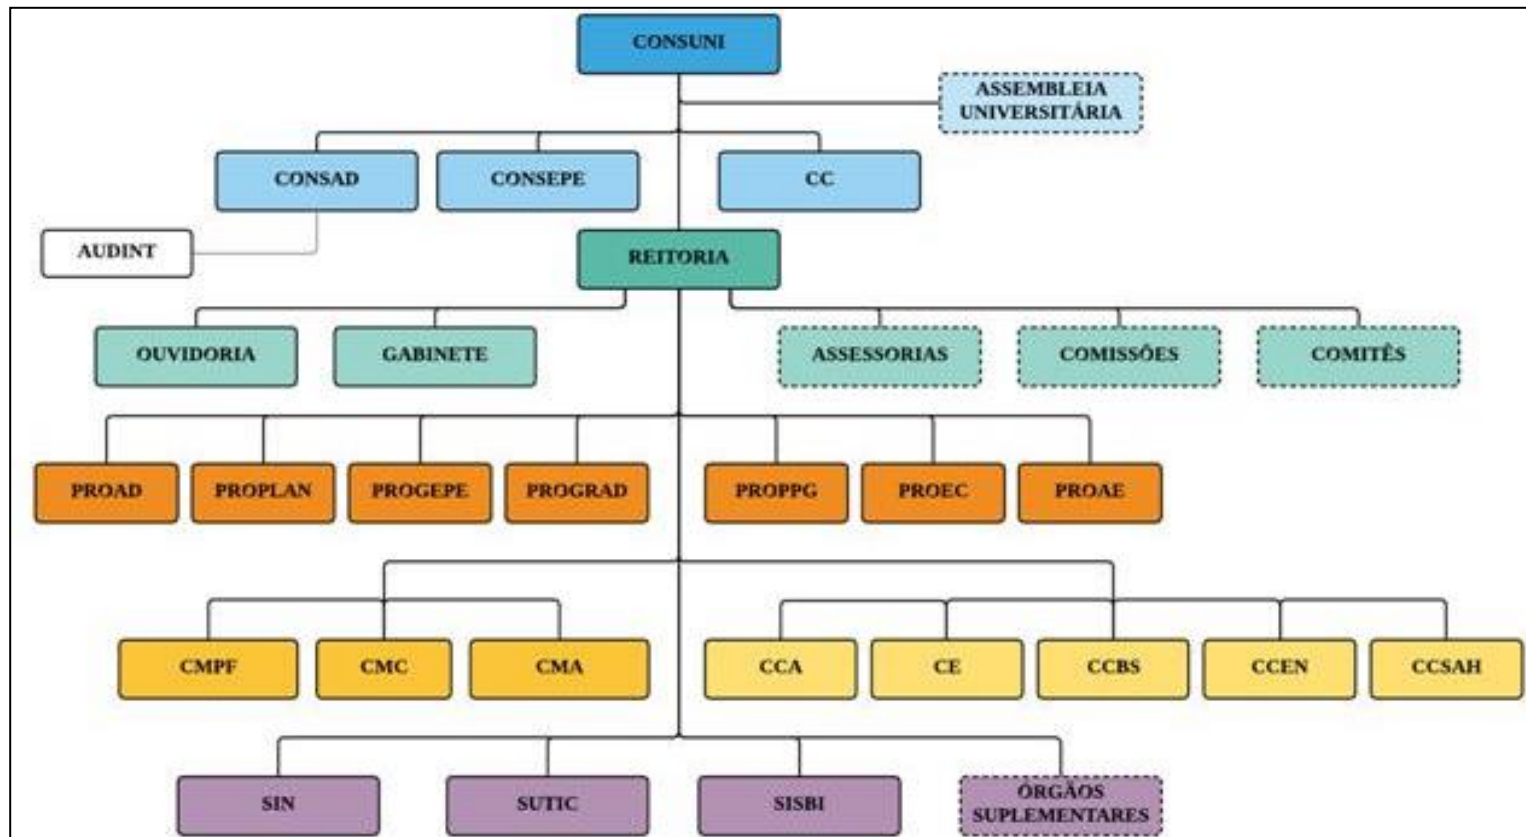 CONSUNI
ASSEMBLEIA
UNIVERSITÁRIA
CONSAD
CONSEPE
CC
AUDINT
REITORIA
OUVIDORIA
GABINETE
ASSESSORIAS
COMISSÕES
COMITÊS
PROAD
PROPLAN
PROGEPE
PROGRAD
PROPPG
PROEC
PROAE
CMPF
CMC
CMA
CCA
CE
CCBS
CCEN
CCSAH
SIN
SUTIC
SISBI
ÓRGÃOS
SUPLEMENTARES